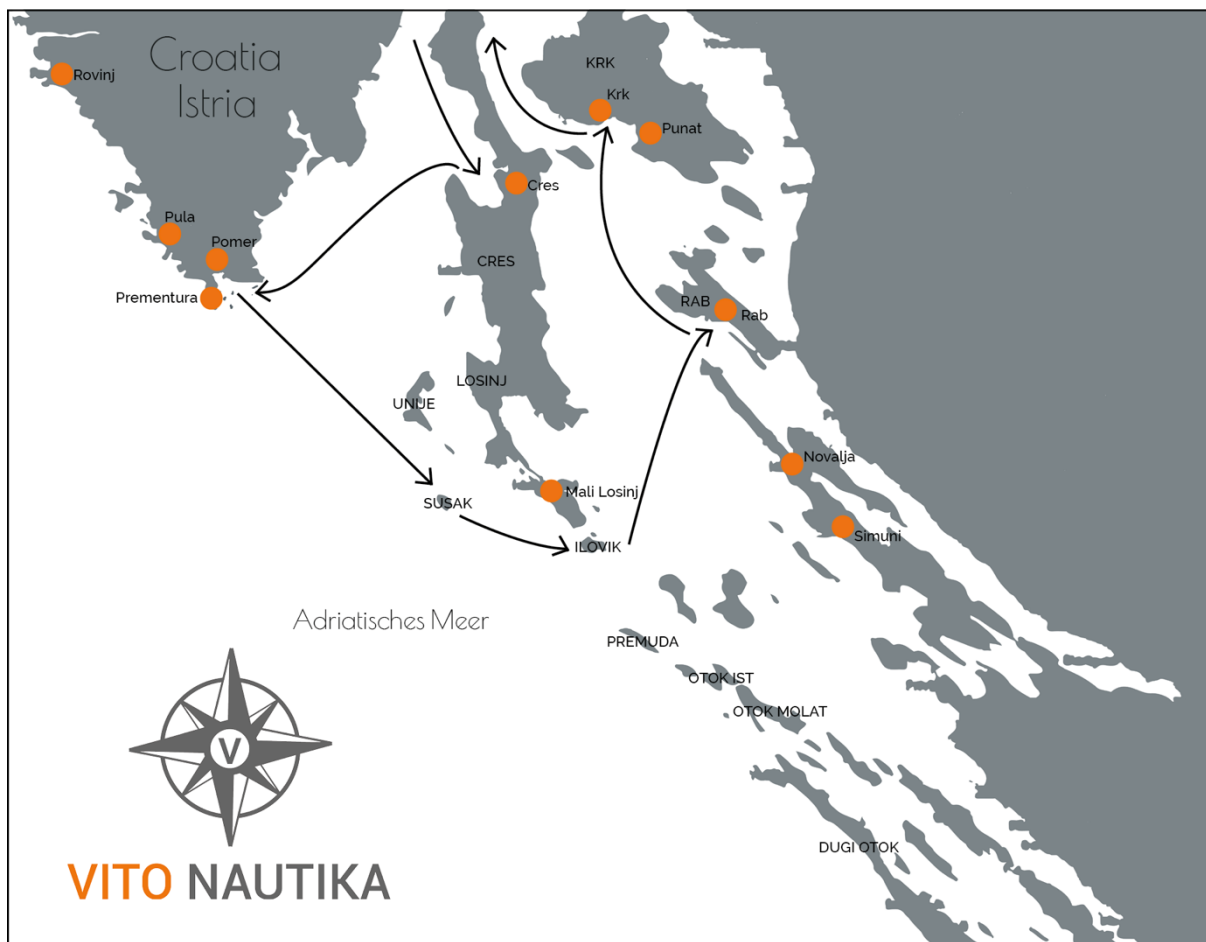 Croatia
Istria
Rovinj
KRK
Krk
Punat
Cres
Pula
Pomer
CRES
Prementura
RAB
Rab
LOSINJ
UNIJE
Novalja
Mali Losinj
SUSAK
Simuni
ILOVIK
Adriatisches Meer
PREMUDA
OTOK IST
OTOK MOLAT
V
DUGI OTOK
VITO NAUTIKA